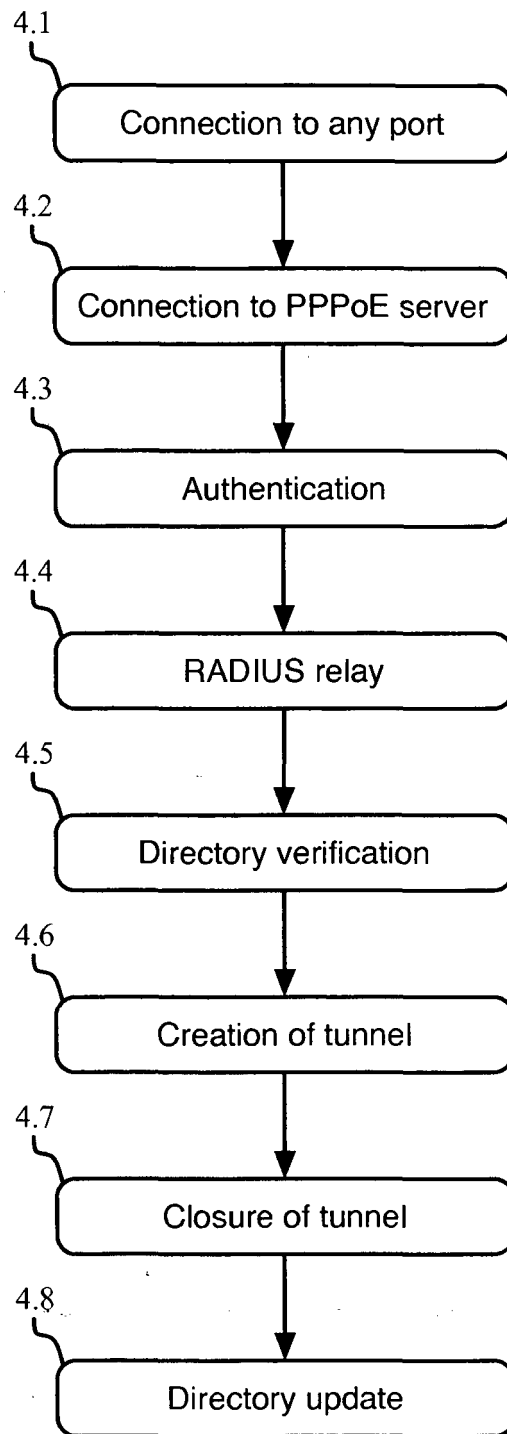 4.1
Connection to any port
4.2
Connection to PPPoE server
4.3
Authentication
4.4
RADIUS relay
4.5
Directory verification
4.6
Creation of tunnel
4.7
Closure of tunnel
4.8
Directory update